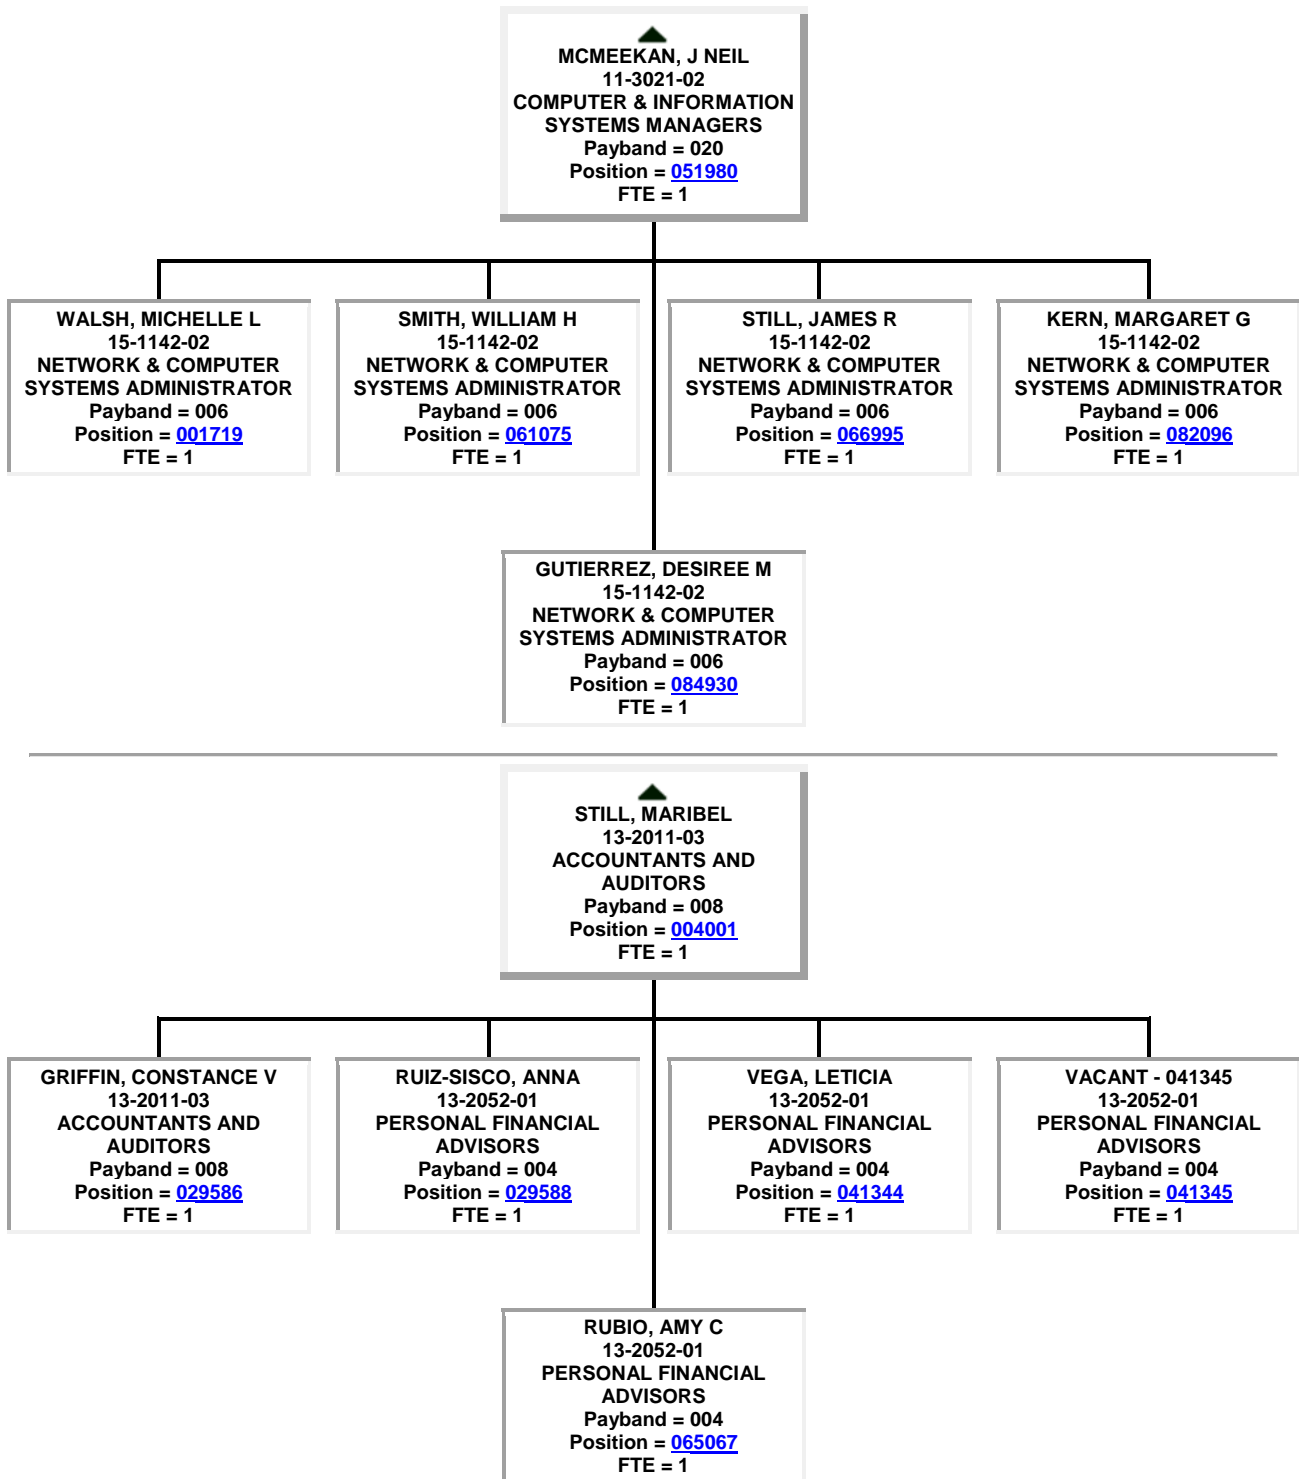 MCMEEKAN, J NEIL
11-3021-02
COMPUTER & INFORMATION
SYSTEMS MANAGERS
Payband = 020
Position = 051980
FTE = 1
WALSH, MICHELLE L
15-1142-02
NETWORK & COMPUTER
SYSTEMS ADMINISTRATOR
Payband = 006
Position = 001719
FTE = 1
SMITH, WILLIAM H
15-1142-02
NETWORK & COMPUTER
SYSTEMS ADMINISTRATOR
Payband = 006
Position = 061075
FTE = 1
STILL, JAMES R
15-1142-02
NETWORK & COMPUTER
SYSTEMS ADMINISTRATOR
Payband = 006
Position = 066995
FTE = 1
KERN, MARGARET G
15-1142-02
NETWORK & COMPUTER
SYSTEMS ADMINISTRATOR
Payband = 006
Position = 082096
FTE = 1
GUTIERREZ, DESIREE M
15-1142-02
NETWORK & COMPUTER
SYSTEMS ADMINISTRATOR
Payband = 006
Position = 084930
FTE = 1
STILL, MARIBEL
13-2011-03
ACCOUNTANTS AND
AUDITORS
Payband = 008
Position = 004001
FTE = 1
GRIFFIN, CONSTANCE V
13-2011-03
ACCOUNTANTS AND
AUDITORS
Payband = 008
Position = 029586
FTE = 1
RUIZ-SISCO, ANNA
13-2052-01
PERSONAL FINANCIAL
ADVISORS
Payband = 004
Position = 029588
FTE = 1
VEGA, LETICIA
13-2052-01
PERSONAL FINANCIAL
ADVISORS
Payband = 004
Position = 041344
FTE = 1
VACANT - 041345
13-2052-01
PERSONAL FINANCIAL
ADVISORS
Payband = 004
Position = 041345
FTE = 1
RUBIO, AMY C
13-2052-01
PERSONAL FINANCIAL
ADVISORS
Payband = 004
Position = 065067
FTE = 1